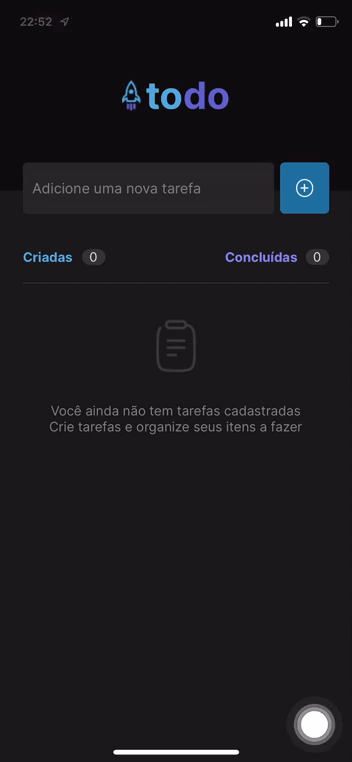 22:52
todo
Adicione uma nova tarefa
Criadas 0 Concluídas 0
Você ainda não tem tarefas cadastradas
Crie tarefas e organize seus itens a fazer